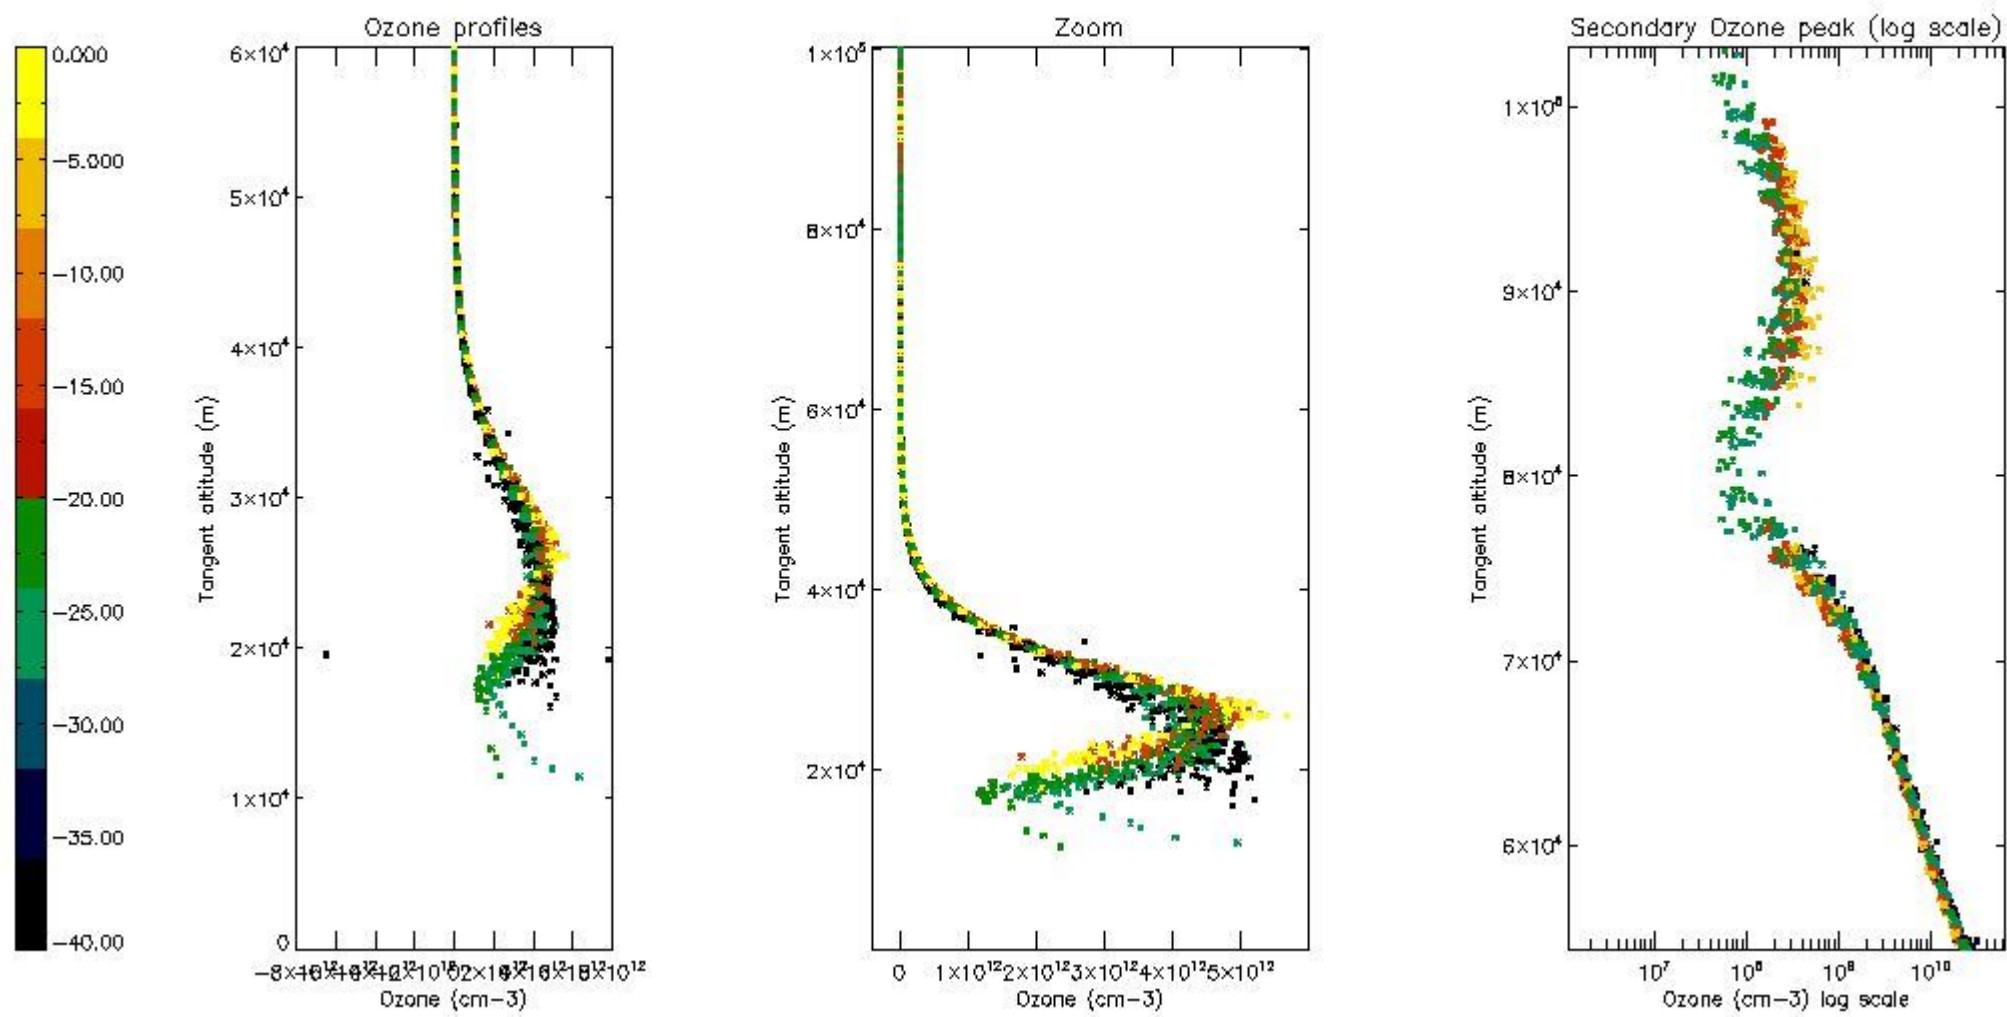 Ozone profiles
Zoom
Secondary Ozone peak (log scale)
0.000
−5.000
−10.00
−15.00
−20.00
−25.00
−30.00
−35.00
−40.00
6×10⁴
5×10⁴
4×10⁴
3×10⁴
2×10⁴
1×10⁴
0
Tangent altitude (m)
Ozone (cm−3)
1×10⁵
8×10⁴
6×10⁴
4×10⁴
2×10⁴
Tangent altitude (m)
0 1×10¹² 2×10¹² 3×10¹² 4×10¹² 5×10¹²
Ozone (cm−3)
1×10⁵
9×10⁴
8×10⁴
7×10⁴
6×10⁴
Tangent altitude (m)
10⁷ 10⁸ 10⁹ 10¹⁰
Ozone (cm−3) log scale